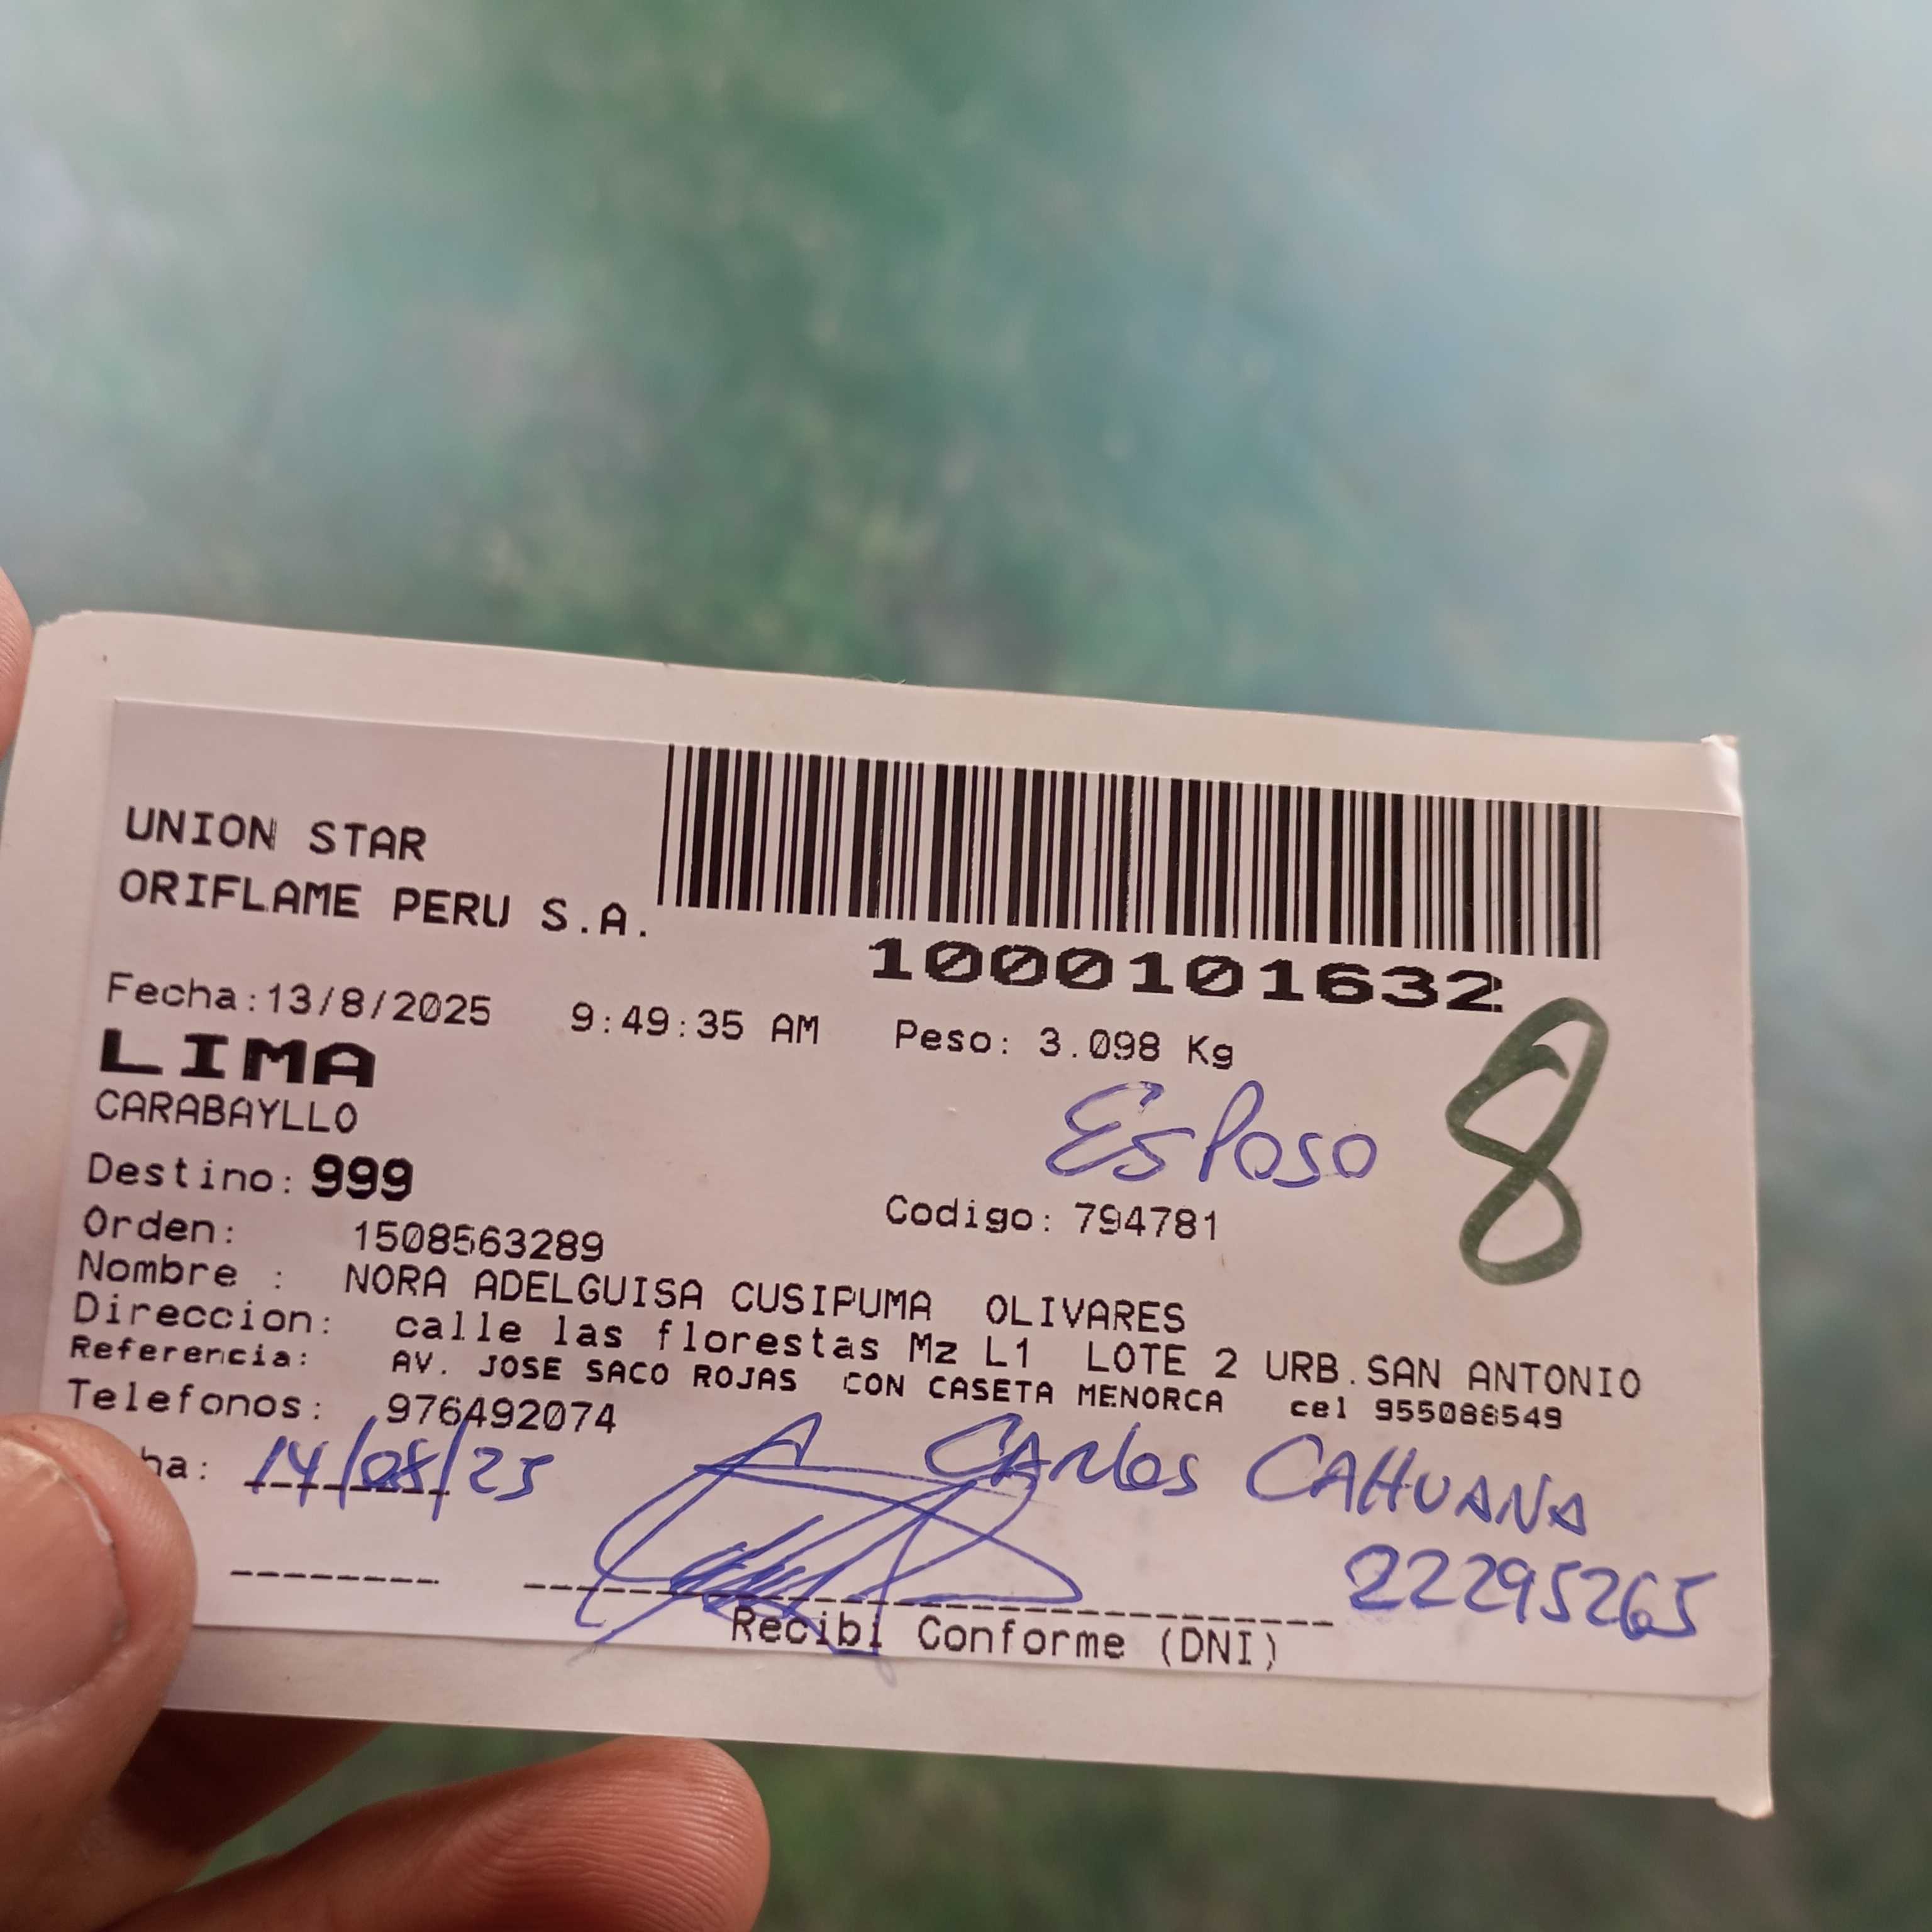 UNION STAR
ORIFLAME PERU S.A.
1000101632
Fecha:13/8/2025 9:49:35 AM Peso: 3.098 Kg
LIMA
CARABAYLLO
Esposo
8
Destino: 999
Codigo: 794781
Orden: 1508563289
Nombre : NORA ADELGUISA CUSIPUMA OLIVARES
Direccion: calle las florestas Mz L1 LOTE 2 URB.SAN ANTONIO
Referencia: AV. JOSE SACO ROJAS CON CASETA MENORCA cel 955086549
Telefonos: 976492074
ha: 14/08/25
CARlos CAHUANA
22295265
Recibi Conforme (DNI)